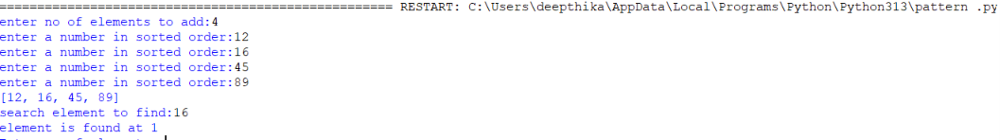 ==================================================== RESTART: C:\Users\deepthika\AppData\Local\Programs\Python\Python313\pattern .py
enter no of elements to add:4
enter a number in sorted order:12
enter a number in sorted order:16
enter a number in sorted order:45
enter a number in sorted order:89
[12, 16, 45, 89]
search element to find:16
element is found at 1